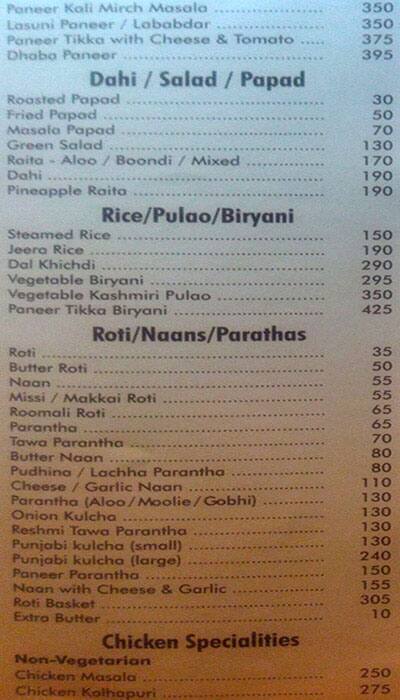 Paneer Kali Mirch Masala ........ 350
Lasuni Paneer / Lababdar ........ 350
Paneer Tikka with Cheese & Tomato ..... 375
Dhaba Paneer ........ 395
Dahi / Salad / Papad
Roasted Papad ........ 30
Fried Papad ........ 50
Masala Papad ........ 70
Green Salad ........ 130
Raita - Aloo / Boondi / Mixed ........ 170
Dahi ........ 190
Pineapple Raita ........ 190
Rice/Pulao/Biryani
Steamed Rice ........ 150
Jeera Rice ........ 190
Dal Khichdi ........ 290
Vegetable Biryani ........ 295
Vegetable Kashmiri Pulao ........ 350
Paneer Tikka Biryani ........ 425
Roti/Naans/Parathas
Roti ........ 35
Butter Roti ........ 50
Naan ........ 55
Missi / Makkai Roti ........ 55
Roomali Roti ........ 65
Parantha ........ 65
Tawa Parantha ........ 70
Butter Naan ........ 80
Pudhina / Lachha Parantha ........ 80
Cheese / Garlic Naan ........ 110
Parantha (Aloo/Moolie/Gobhi) ........ 130
Onion Kulcha ........ 130
Reshmi Tawa Parantha ........ 130
Punjabi kulcha (small) ........ 130
Punjabi kulcha (large) ........ 240
Paneer Parantha ........ 150
Naan with Cheese & Garlic ........ 155
Roti Basket ........ 305
Extra Butter ........ 10
Chicken Specialities
Non-Vegetarian
Chicken Masala ........ 250
Chicken Kolhapuri ........ 275